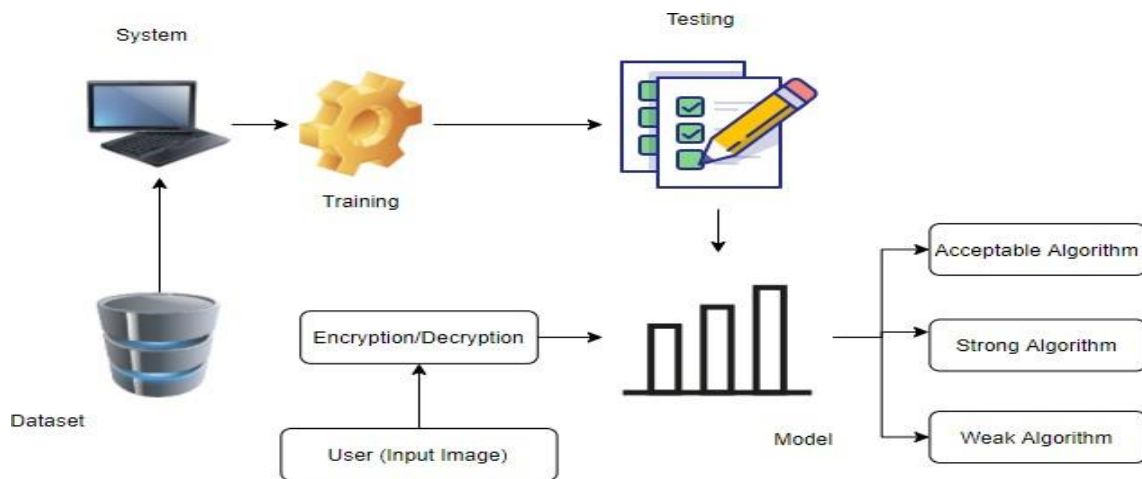 System
Testing
Training
Acceptable Algorithm
Encryption/Decryption
Strong Algorithm
Dataset
User (Input Image)
Model
Weak Algorithm